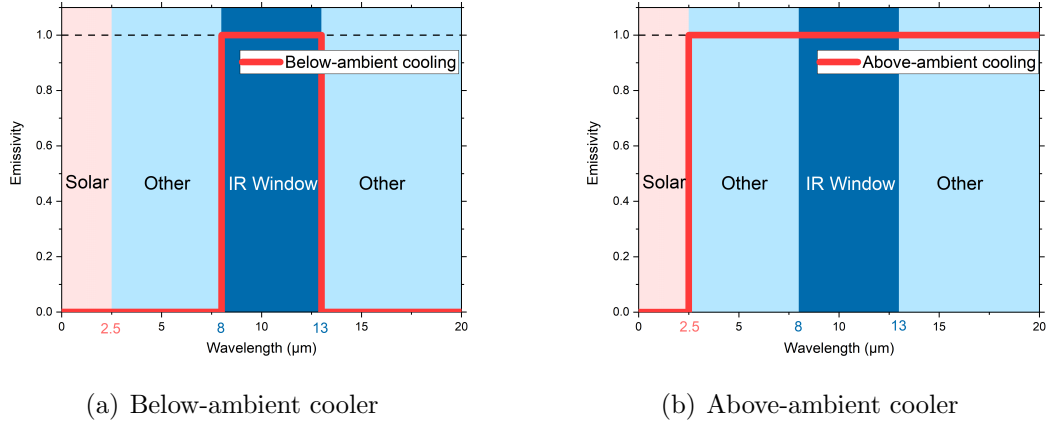 Emissivity
1.0
0.8
0.6
0.4
0.2
0.0
Below-ambient cooling
Solar
Other
IR Window
Other
0
2.5
5
8
10
13
15
20
Wavelength (μm)
(a) Below-ambient cooler
Emissivity
1.0
0.8
0.6
0.4
0.2
0.0
Above-ambient cooling
Solar
Other
IR Window
Other
0
2.5
5
8
10
13
15
20
Wavelength (μm)
(b) Above-ambient cooler